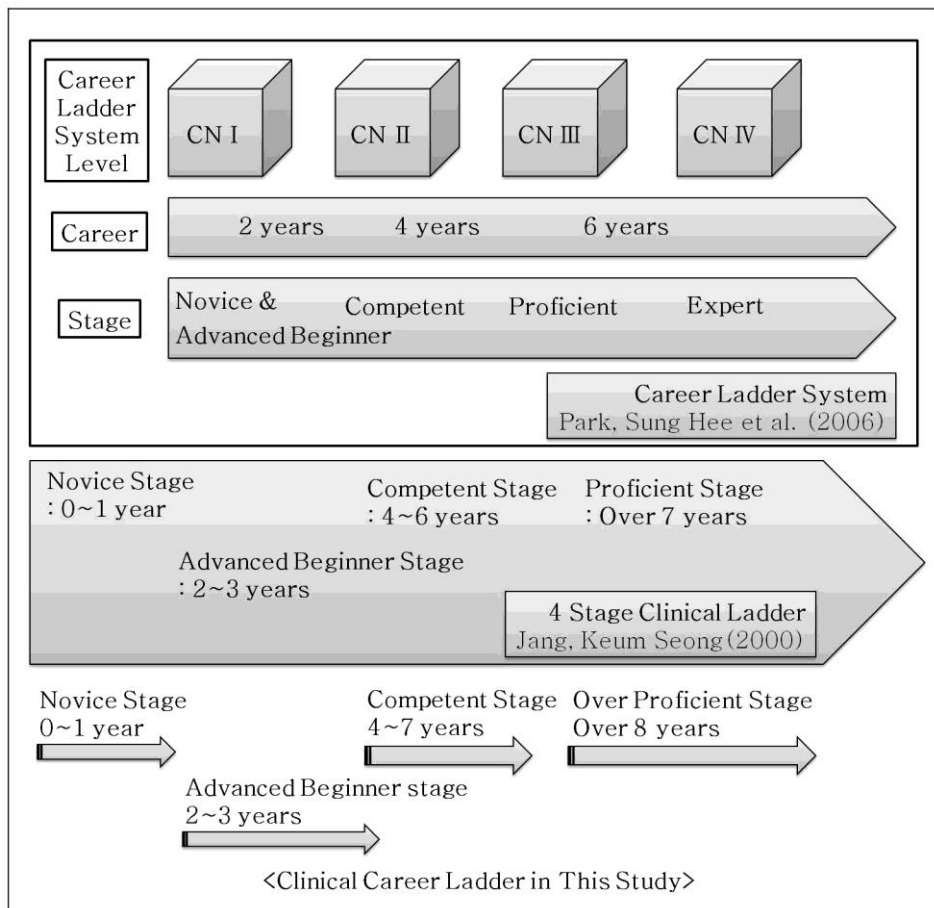 Career
Ladder
System
Level
CN Ⅰ
CN Ⅱ
CN Ⅲ
CN Ⅳ
Career
2 years
4 years
6 years
Stage
Novice &
Advanced Beginner
Competent
Proficient
Expert
Career Ladder System
Park, Sung Hee et al. (2006)
Novice Stage
: 0~1 year
Advanced Beginner Stage
: 2~3 years
Competent Stage
: 4~6 years
Proficient Stage
: Over 7 years
4 Stage Clinical Ladder
Jang, Keum Seong(2000)
Novice Stage
0~1 year
Advanced Beginner stage
2~3 years
Competent Stage
4~7 years
Over Proficient Stage
Over 8 years
<Clinical Career Ladder in This Study>